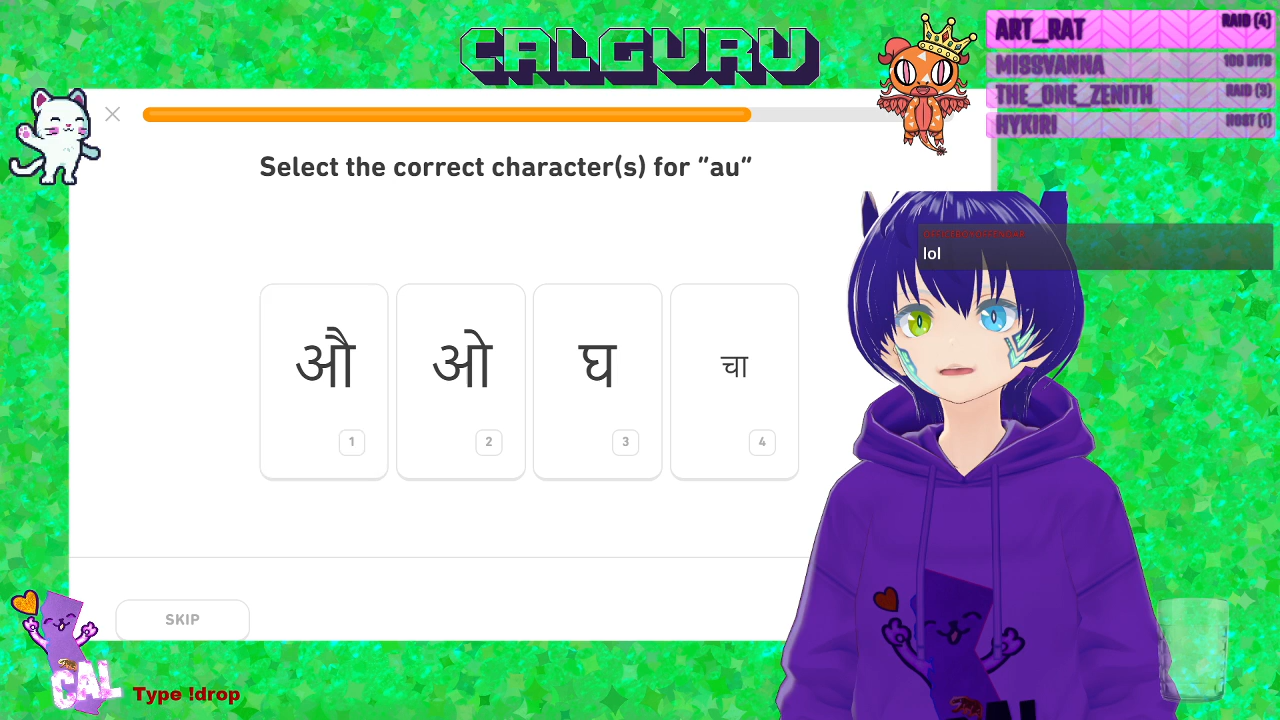 CALGURU
ART_RAT RAID (4)
MISSVANNA 100 BITS
THE_ONE_ZENITH RAID (3)
HYKIRI HOST (1)
Select the correct character(s) for “au”
lol
औ
ओ
घ
चा
1
2
3
4
SKIP
CAL
Type !drop